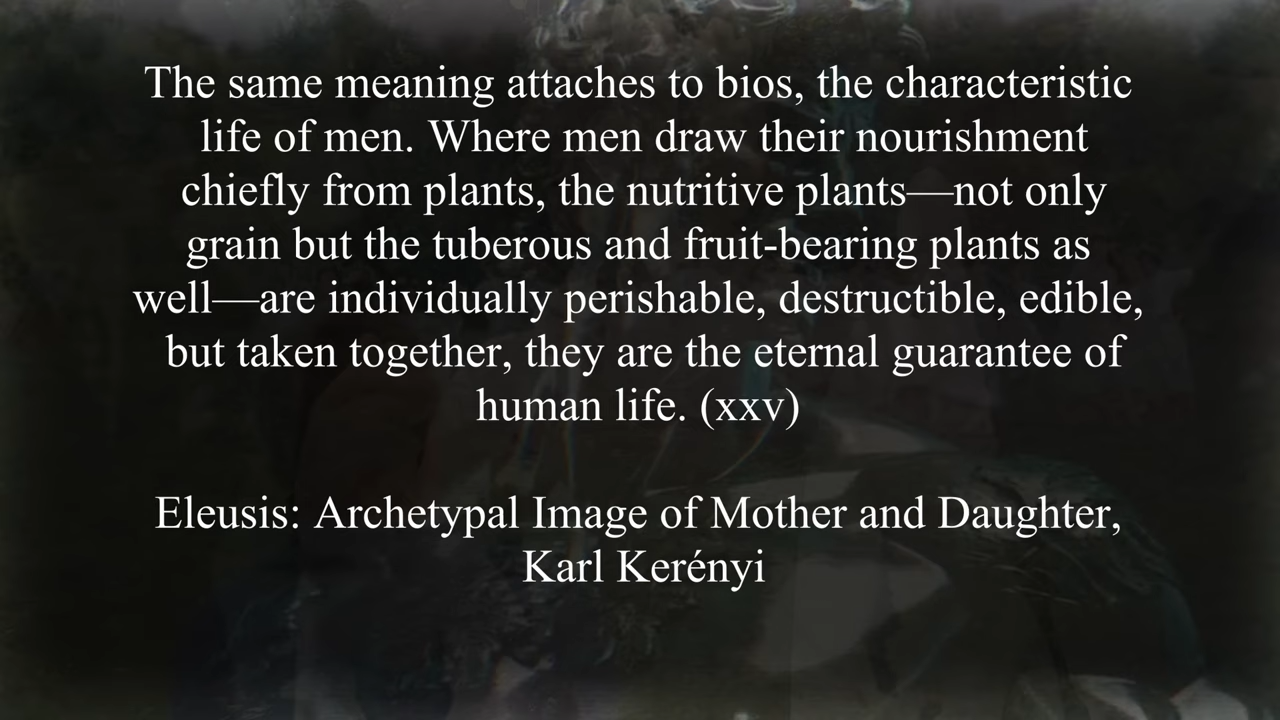 The same meaning attaches to bios, the characteristic
life of men. Where men draw their nourishment
chiefly from plants, the nutritive plants—not only
grain but the tuberous and fruit-bearing plants as
well—are individually perishable, destructible, edible,
but taken together, they are the eternal guarantee of
human life. (xxv)
Eleusis: Archetypal Image of Mother and Daughter,
Karl Kerényi